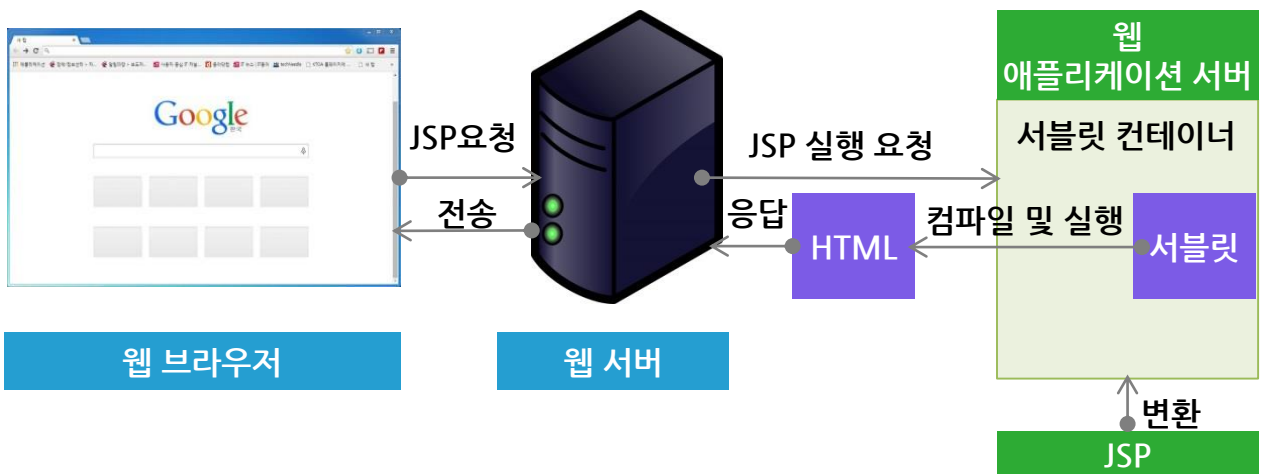 웹
애플리케이션 서버
Google
한국
JSP요청
JSP 실행 요청
서블릿 컨테이너
전송
응답
HTML
컴파일 및 실행
서블릿
웹 브라우저
웹 서버
변환
JSP